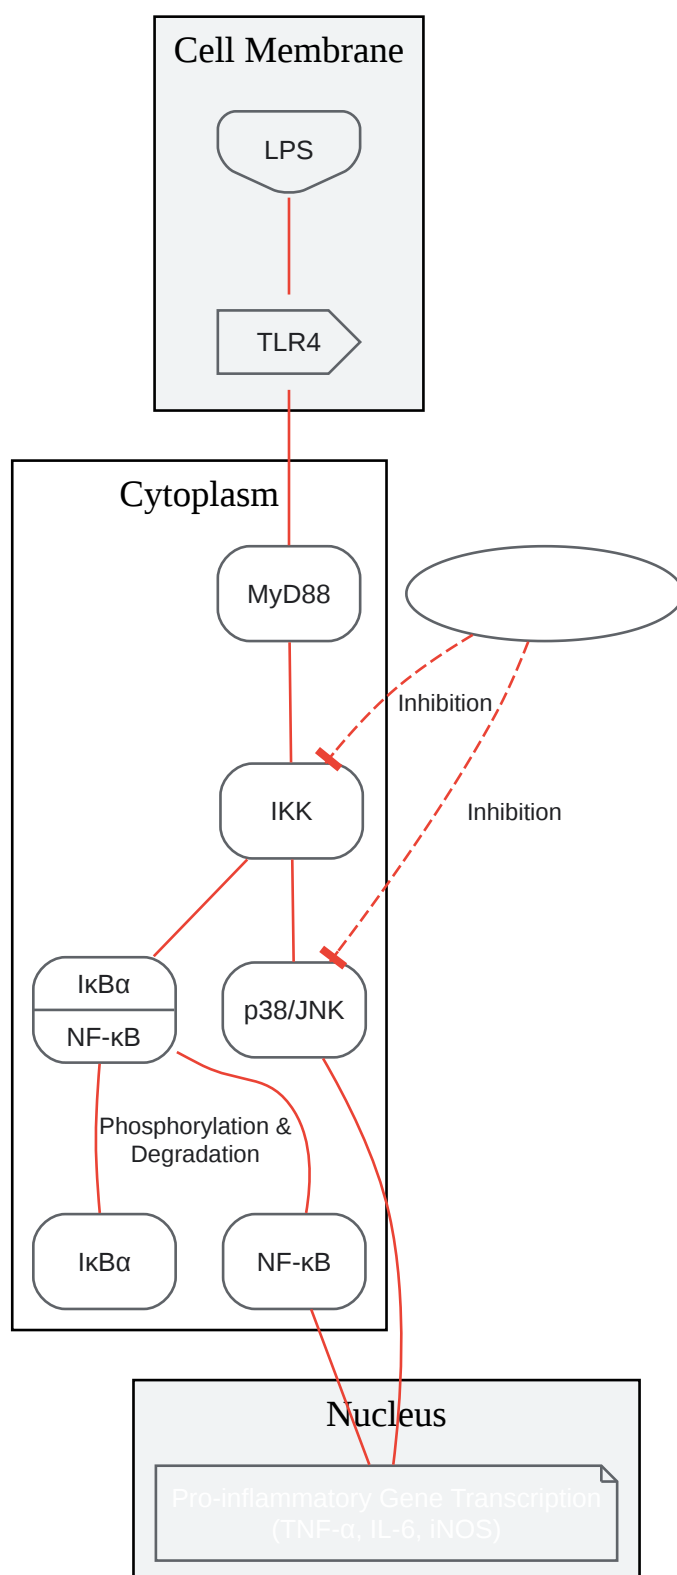 Cell Membrane
LPS
TLR4
Cytoplasm
MyD88
Inhibition
IKK
Inhibition
IκBα
NF-κB
p38/JNK
Phosphorylation &
Degradation
IκBα
NF-κB
Nucleus
Pro-inflammatory Gene Transcription
(TNF-α, IL-6, iNOS)